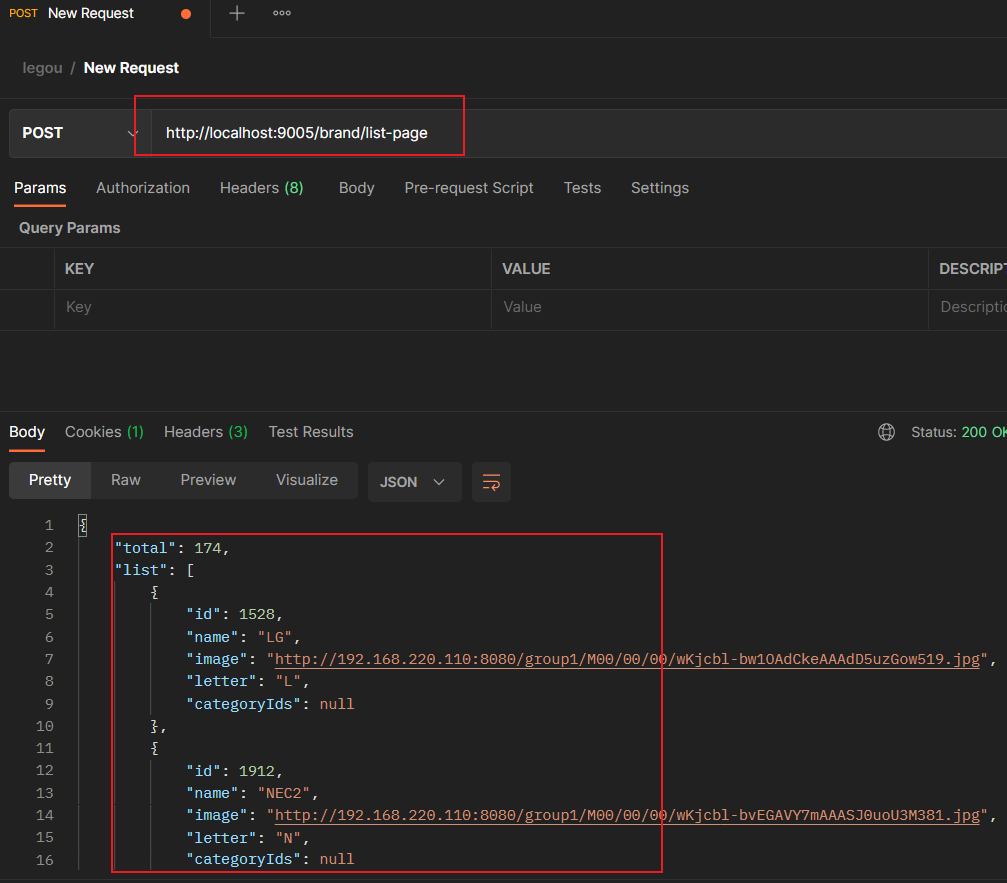 POST New Request
legou / New Request
POST http://localhost:9005/brand/list-page
Params Authorization Headers (8) Body Pre-request Script Tests Settings
Query Params
KEY VALUE DESCRIPT
Key Value Descriptic
Body Cookies (1) Headers (3) Test Results Status: 200 OK
Pretty Raw Preview Visualize JSON
1 {
2 "total": 174,
3 "list": [
4 {
5 "id": 1528,
6 "name": "LG",
7 "image": "http://192.168.220.110:8080/group1/M00/00/00/wKjcbl-bw1OAdCkeAAAdD5uzGow519.jpg",
8 "letter": "L",
9 "categoryIds": null
10 },
11 {
12 "id": 1912,
13 "name": "NEC2",
14 "image": "http://192.168.220.110:8080/group1/M00/00/00/wKjcbl-bvEGAVY7mAAASJ0uoU3M381.jpg",
15 "letter": "N",
16 "categoryIds": null